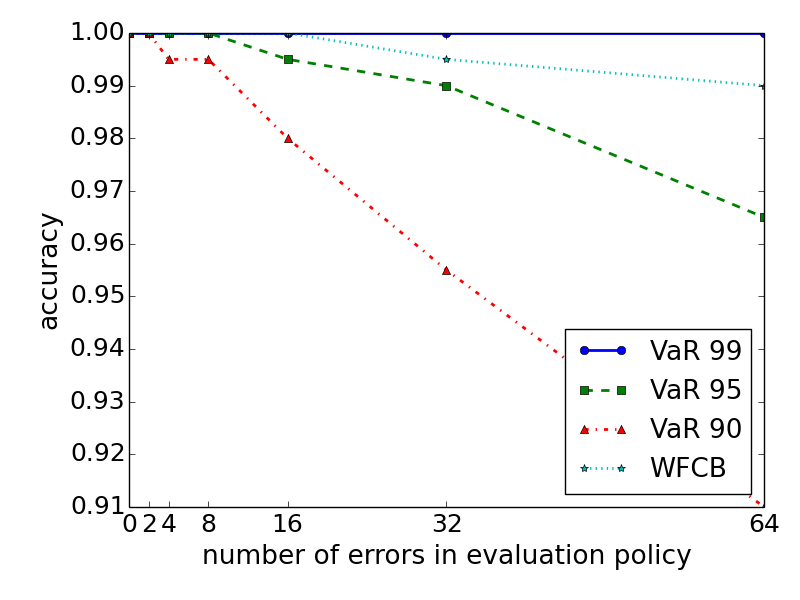 1.00
0.99
0.98
0.97
0.96
0.95
0.94
0.93
0.92
0.91
accuracy
0 2 4 8 16 32 64
number of errors in evaluation policy
VaR 99
VaR 95
VaR 90
WFCB